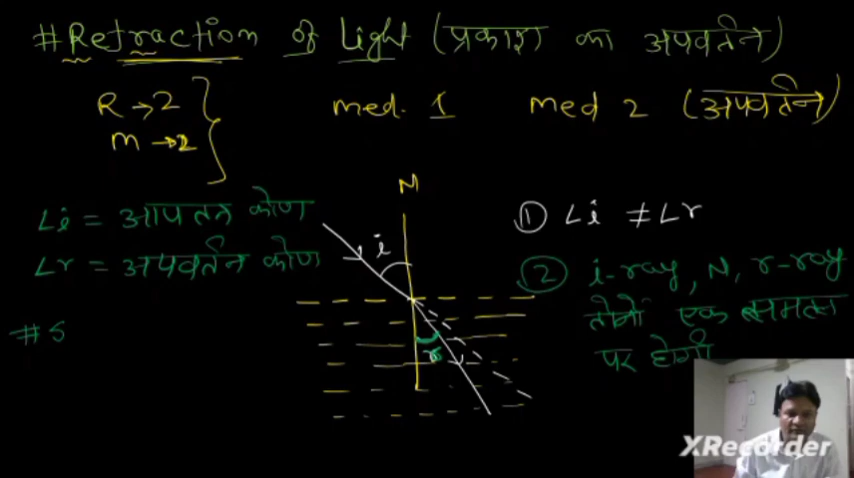 #Refraction of Light (प्रकाश का अपवर्तन)
R → 2
m → 2
med. 1
med 2 (अपवर्तन)
N
∠i = आपतन कोण
∠r = अपवर्तन कोण
i
r
① ∠i ≠ ∠r
② i-ray, N, r-ray
तीनों एक समतल
पर होगी
# S
XRecorder